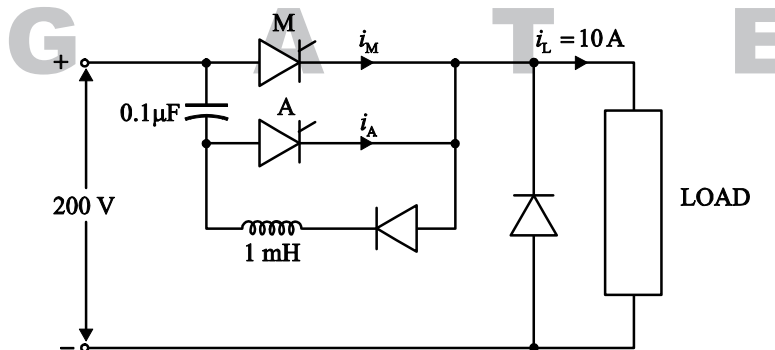 G A T E
M
i_M
i_L = 10 A
+
0.1μF
A
i_A
200 V
LOAD
1 mH
−